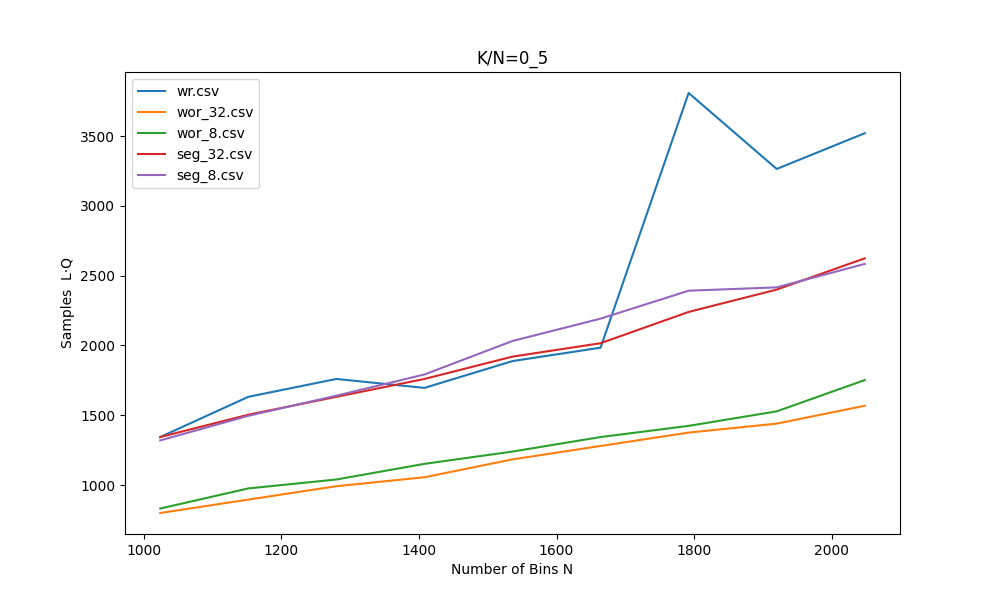 K/N=0_5
wr.csv
wor_32.csv
wor_8.csv
seg_32.csv
seg_8.csv
Samples L·Q
3500
3000
2500
2000
1500
1000
1000 1200 1400 1600 1800 2000
Number of Bins N